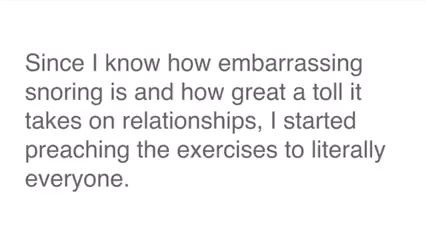 Since I know how embarrassing
snoring is and how great a toll it
takes on relationships, I started
preaching the exercises to literally
everyone.